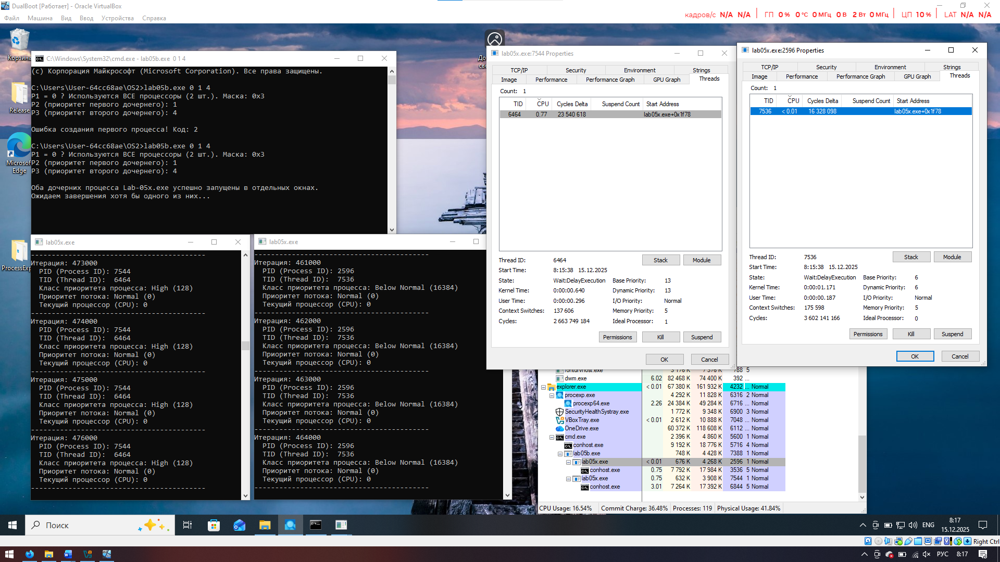 DualBoot [Работает] - Oracle VirtualBox
Файл Машина Вид Ввод Устройства Справка
кадров/с N/A N/A ГП 0 % 0 °C 0 МГц 0 В 2 Вт 0 МГц ЦП 10 % LAT N/A N/A
Корзина
Release
Microsof
Edge
ProcessExp
C:\Windows\System32\cmd.exe - lab05b.exe 0 1 4
(c) Корпорация Майкрософт (Microsoft Corporation). Все права защищены.
C:\Users\User-64cc68ae\OS2>lab05b.exe 0 1 4
P1 = 0 ? Используются ВСЕ процессоры (2 шт.). Маска: 0x3
P2 (приоритет первого дочернего): 1
P3 (приоритет второго дочернего): 4
Ошибка создания первого процесса! Код: 2
C:\Users\User-64cc68ae\OS2>lab05b.exe 0 1 4
P1 = 0 ? Используются ВСЕ процессоры (2 шт.). Маска: 0x3
P2 (приоритет первого дочернего): 1
P3 (приоритет второго дочернего): 4
Оба дочерних процесса Lab-05x.exe успешно запущены в отдельных окнах.
Ожидаем завершения хотя бы одного из них...
lab05x.exe
------------------------------------------
Итерация: 473000
PID (Process ID): 7544
TID (Thread ID):  6464
Класс приоритета процесса: High (128)
Приоритет потока: Normal (0)
Текущий процессор (CPU): 0
------------------------------------------
Итерация: 474000
PID (Process ID): 7544
TID (Thread ID):  6464
Класс приоритета процесса: High (128)
Приоритет потока: Normal (0)
Текущий процессор (CPU): 0
------------------------------------------
Итерация: 475000
PID (Process ID): 7544
TID (Thread ID):  6464
Класс приоритета процесса: High (128)
Приоритет потока: Normal (0)
Текущий процессор (CPU): 0
------------------------------------------
Итерация: 476000
PID (Process ID): 7544
TID (Thread ID):  6464
Класс приоритета процесса: High (128)
Приоритет потока: Normal (0)
Текущий процессор (CPU): 0
------------------------------------------
lab05x.exe
------------------------------------------
Итерация: 461000
PID (Process ID): 2596
TID (Thread ID):  7536
Класс приоритета процесса: Below Normal (16384)
Приоритет потока: Normal (0)
Текущий процессор (CPU): 0
------------------------------------------
Итерация: 462000
PID (Process ID): 2596
TID (Thread ID):  7536
Класс приоритета процесса: Below Normal (16384)
Приоритет потока: Normal (0)
Текущий процессор (CPU): 0
------------------------------------------
Итерация: 463000
PID (Process ID): 2596
TID (Thread ID):  7536
Класс приоритета процесса: Below Normal (16384)
Приоритет потока: Normal (0)
Текущий процессор (CPU): 0
------------------------------------------
Итерация: 464000
PID (Process ID): 2596
TID (Thread ID):  7536
Класс приоритета процесса: Below Normal (16384)
Приоритет потока: Normal (0)
Текущий процессор (CPU): 0
------------------------------------------
lab05x.exe:7544 Properties
TCP/IP Security Environment Strings
Image Performance Performance Graph GPU Graph Threads
Count: 1
TID CPU Cycles Delta Suspend Count Start Address
6464 0.77 23 540 618 lab05x.exe+0x1f78
Thread ID: 6464 Stack Module
Start Time: 8:15:38 15.12.2025
State: Wait:DelayExecution Base Priority: 13
Kernel Time: 0:00:00.640 Dynamic Priority: 13
User Time: 0:00:00.296 I/O Priority: Normal
Context Switches: 137 606 Memory Priority: 5
Cycles: 2 663 749 184 Ideal Processor: 1
Permissions Kill Suspend
OK Cancel
lab05x.exe:2596 Properties
TCP/IP Security Environment Strings
Image Performance Performance Graph GPU Graph Threads
Count: 1
TID CPU Cycles Delta Suspend Count Start Address
7536 < 0.01 16 328 098 lab05x.exe+0x1f78
Thread ID: 7536 Stack Module
Start Time: 8:15:38 15.12.2025
State: Wait:DelayExecution Base Priority: 6
Kernel Time: 0:00:01.171 Dynamic Priority: 6
User Time: 0:00:00.187 I/O Priority: Normal
Context Switches: 175 598 Memory Priority: 5
Cycles: 3 602 141 166 Ideal Processor: 0
Permissions Kill Suspend
OK Cancel
fontdrvhost.exe 3 176 K 7 376 K 788 5
dwm.exe 6.02 82 468 K 74 400 K 392 ...
explorer.exe < 0.01 67 380 K 161 932 K 4232 ... Normal
procexp.exe 4 292 K 11 828 K 6316 2 Normal
procexp64.exe 2.26 24 384 K 49 284 K 6716 ... Normal
SecurityHealthSystray.exe 1 772 K 9 348 K 6900 3 Normal
VBoxTray.exe < 0.01 2 612 K 10 888 K 7048 ... Normal
OneDrive.exe 60 372 K 118 608 K 6112 ... Normal
cmd.exe 2 396 K 4 860 K 5600 1 Normal
conhost.exe 9 192 K 18 776 K 5716 4 Normal
lab05b.exe 748 K 4 428 K 7388 1 Normal
lab05x.exe < 0.01 676 K 4 268 K 2596 1 Normal
conhost.exe 0.75 7 792 K 17 984 K 3536 5 Normal
lab05x.exe 0.75 632 K 3 908 K 7544 1 Normal
conhost.exe 3.01 7 264 K 17 392 K 6844 5 Normal
CPU Usage: 16.54% Commit Charge: 36.48% Processes: 119 Physical Usage: 41.84%
Поиск
ENG
8:17
15.12.2025
Right Ctrl
РУС 8:17